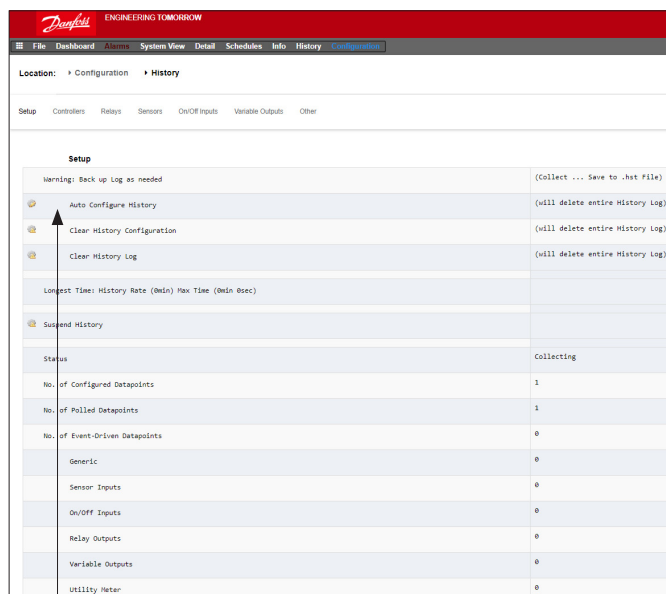 Danfoss ENGINEERING TOMORROW
File Dashboard Alarms System View Detail Schedules Info History Configuration
Location: Configuration History
Setup Controllers Relays Sensors On/Off Inputs Variable Outputs Other
Setup
Warning: Back up Log as needed (Collect ... Save to .hst File)
Auto Configure History (will delete entire History Log)
Clear History Configuration (will delete entire History Log)
Clear History Log (will delete entire History Log)
Longest Time: History Rate (0min) Max Time (0min 0sec)
Suspend History
Status Collecting
No. of Configured Datapoints 1
No. of Polled Datapoints 1
No. of Event-Driven Datapoints 0
Generic 0
Sensor Inputs 0
On/Off Inputs 0
Relay Outputs 0
Variable Outputs 0
Utility Meter 0